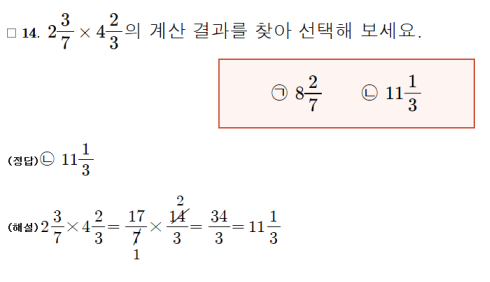 □ 14. 2 3/7 × 4 2/3 의 계산 결과를 찾아 선택해 보세요.
㉠ 8 2/7 ㉡ 11 1/3
(정답) ㉡ 11 1/3
(해설) 2 3/7 × 4 2/3 = 17/7 1 × 14 2/3 = 34/3 = 11 1/3